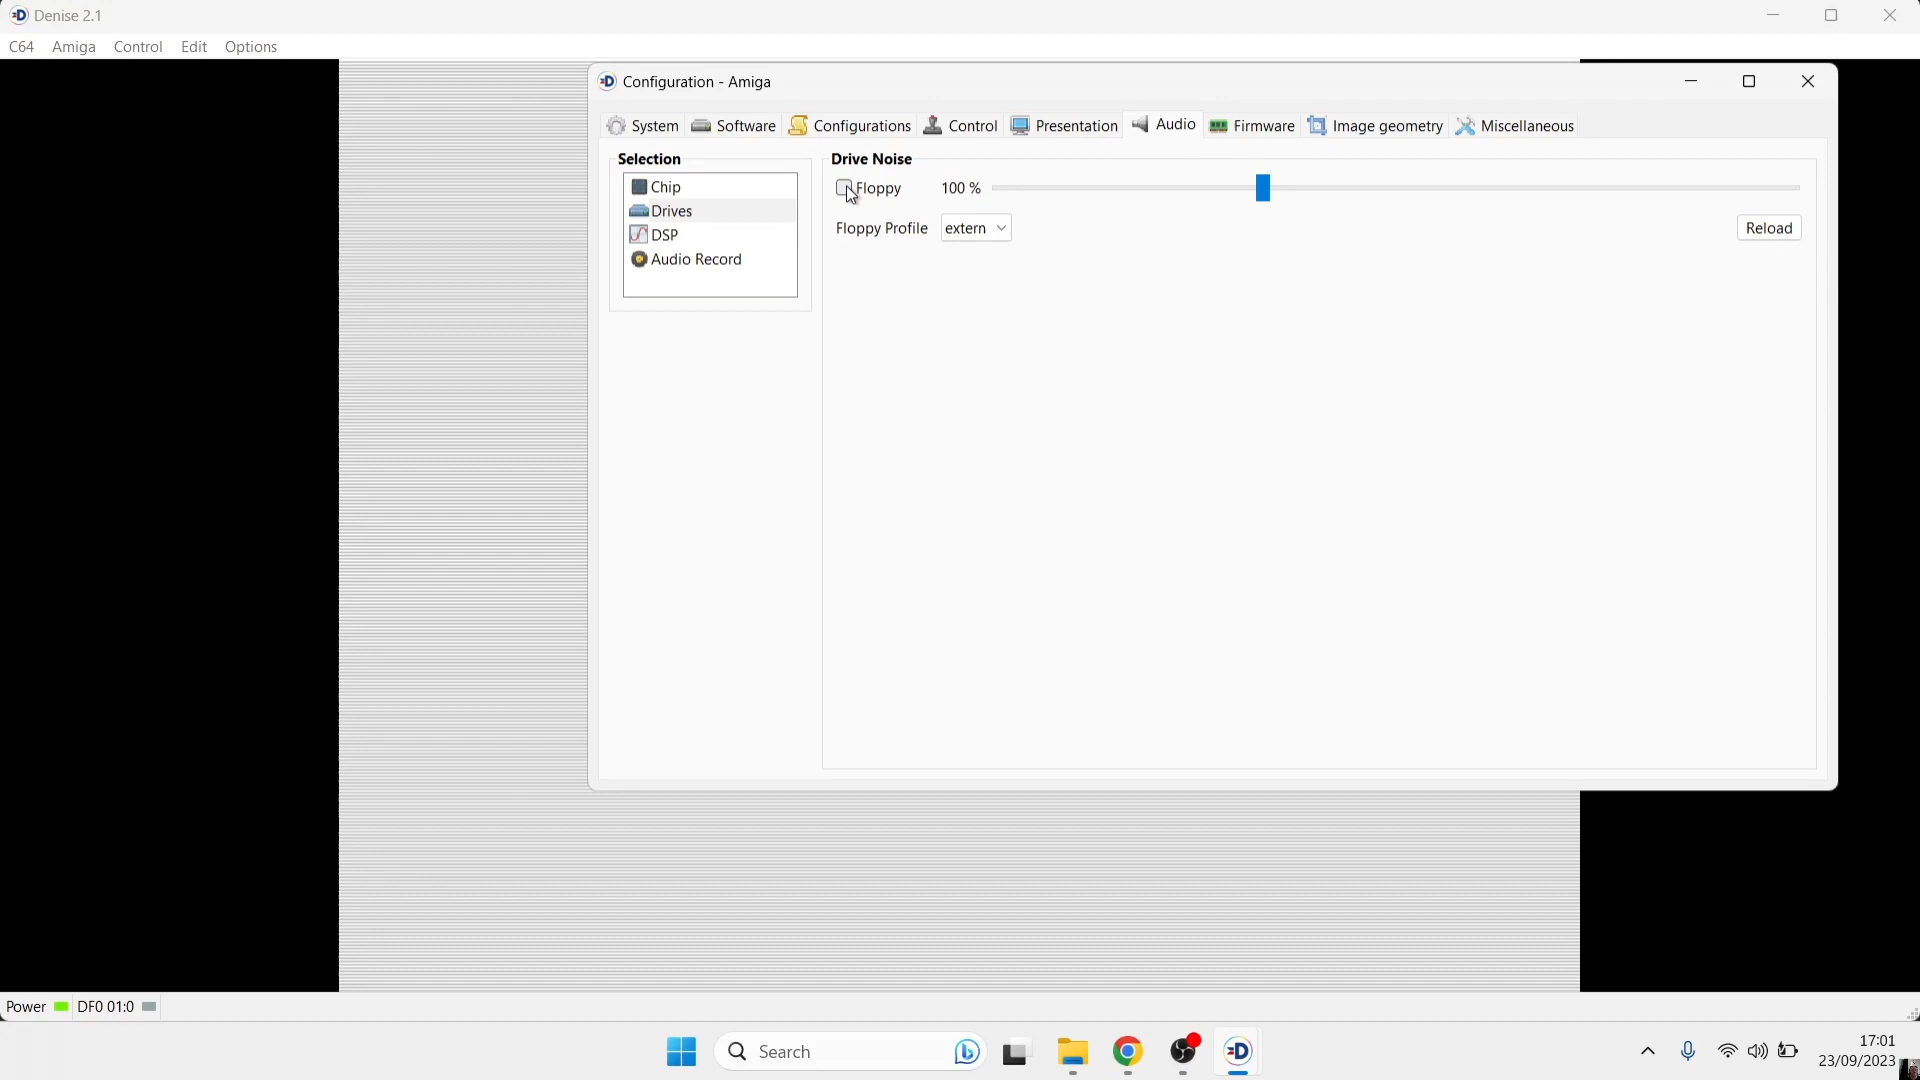 Denise 2.1
C64 Amiga Control Edit Options
Configuration - Amiga
System Software Configurations Control Presentation Audio Firmware Image geometry Miscellaneous
Selection
Chip
Drives
DSP
Audio Record
Drive Noise
Floppy 100 %
Floppy Profile extern Reload
Power DF0 01:0
Search
17:01
23/09/2023